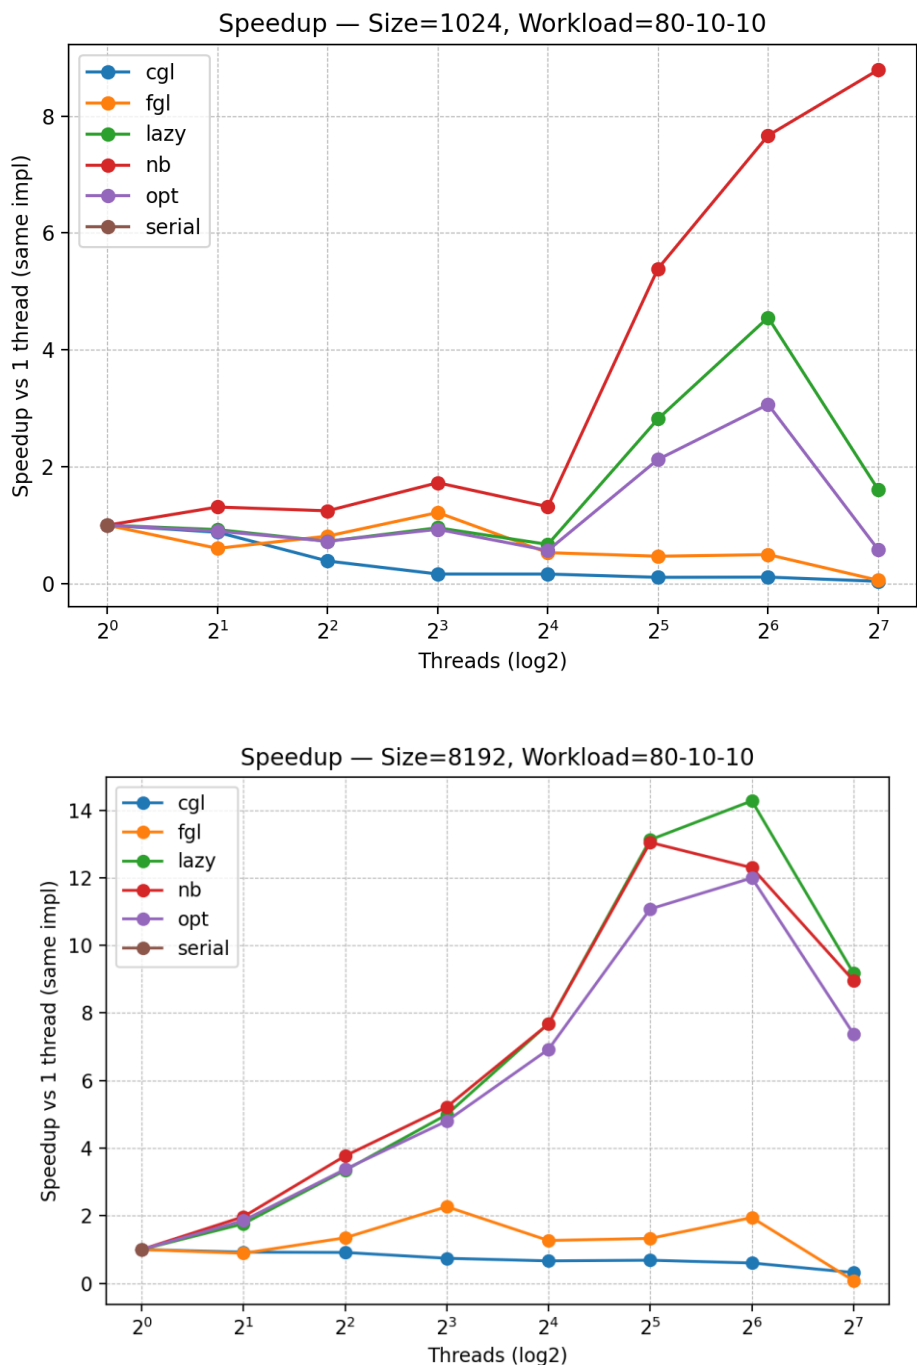 Speedup — Size=1024, Workload=80-10-10
cgl
fgl
lazy
nb
opt
serial
Speedup vs 1 thread (same impl)
8
6
4
2
0
2⁰ 2¹ 2² 2³ 2⁴ 2⁵ 2⁶ 2⁷
Threads (log2)
Speedup — Size=8192, Workload=80-10-10
cgl
fgl
lazy
nb
opt
serial
Speedup vs 1 thread (same impl)
14
12
10
8
6
4
2
0
2⁰ 2¹ 2² 2³ 2⁴ 2⁵ 2⁶ 2⁷
Threads (log2)